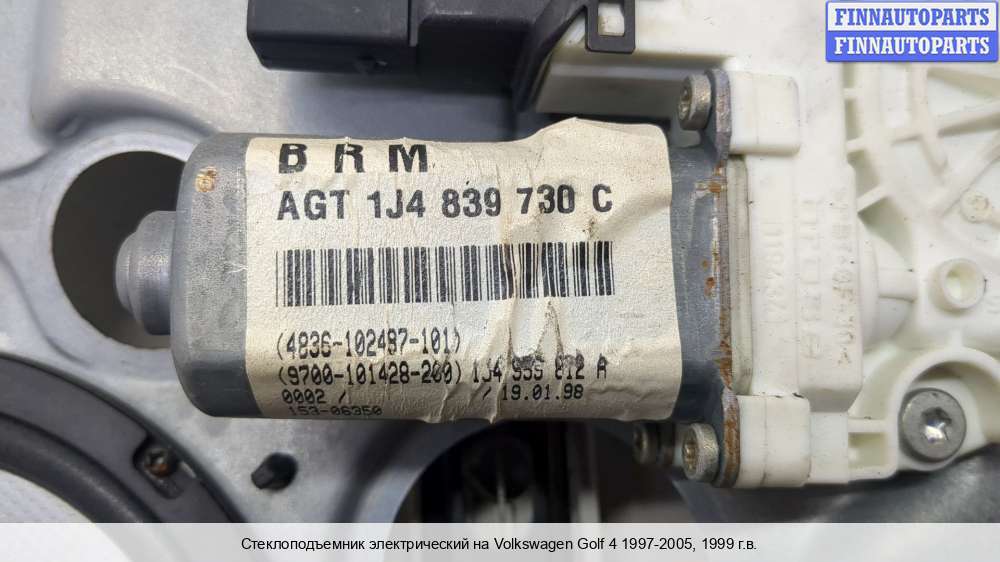 FINNAUTOPARTS
FINNAUTOPARTS
B R M
AGT 1J4 839 730 C
(4836-102487-101)
(9700-101428-200) 1J4 959 812 A
0002 / / 19.01.98
153-06350
Стеклоподъемник электрический на Volkswagen Golf 4 1997-2005, 1999 г.в.